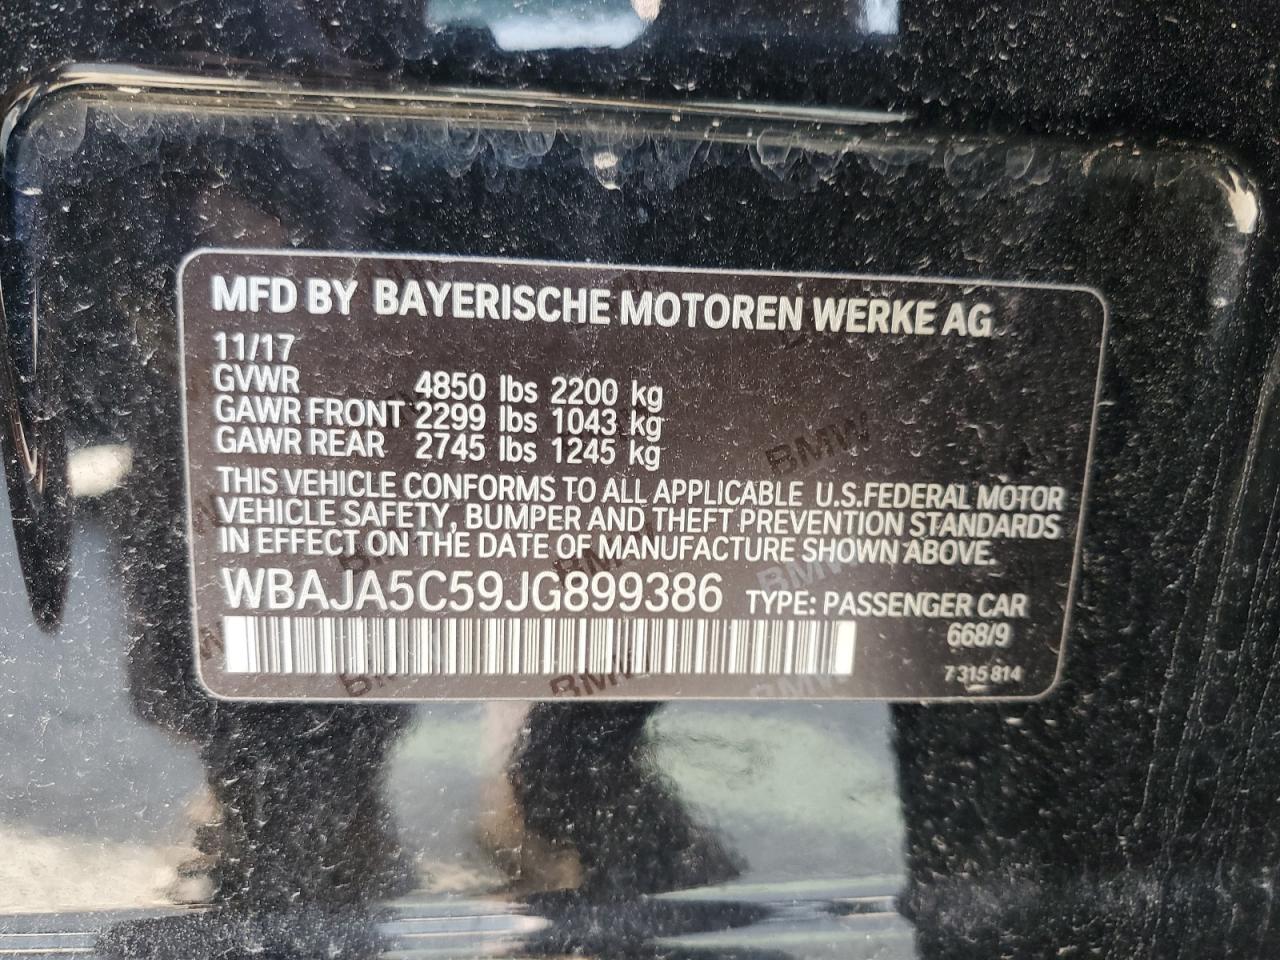 MFD BY BAYERISCHE MOTOREN WERKE AG
11/17
GVWR 4850 lbs 2200 kg
GAWR FRONT 2299 lbs 1043 kg
GAWR REAR 2745 lbs 1245 kg
THIS VEHICLE CONFORMS TO ALL APPLICABLE U.S.FEDERAL MOTOR
VEHICLE SAFETY, BUMPER AND THEFT PREVENTION STANDARDS
IN EFFECT ON THE DATE OF MANUFACTURE SHOWN ABOVE.
WBAJA5C59JG899386 TYPE: PASSENGER CAR
668/9
7 315 814